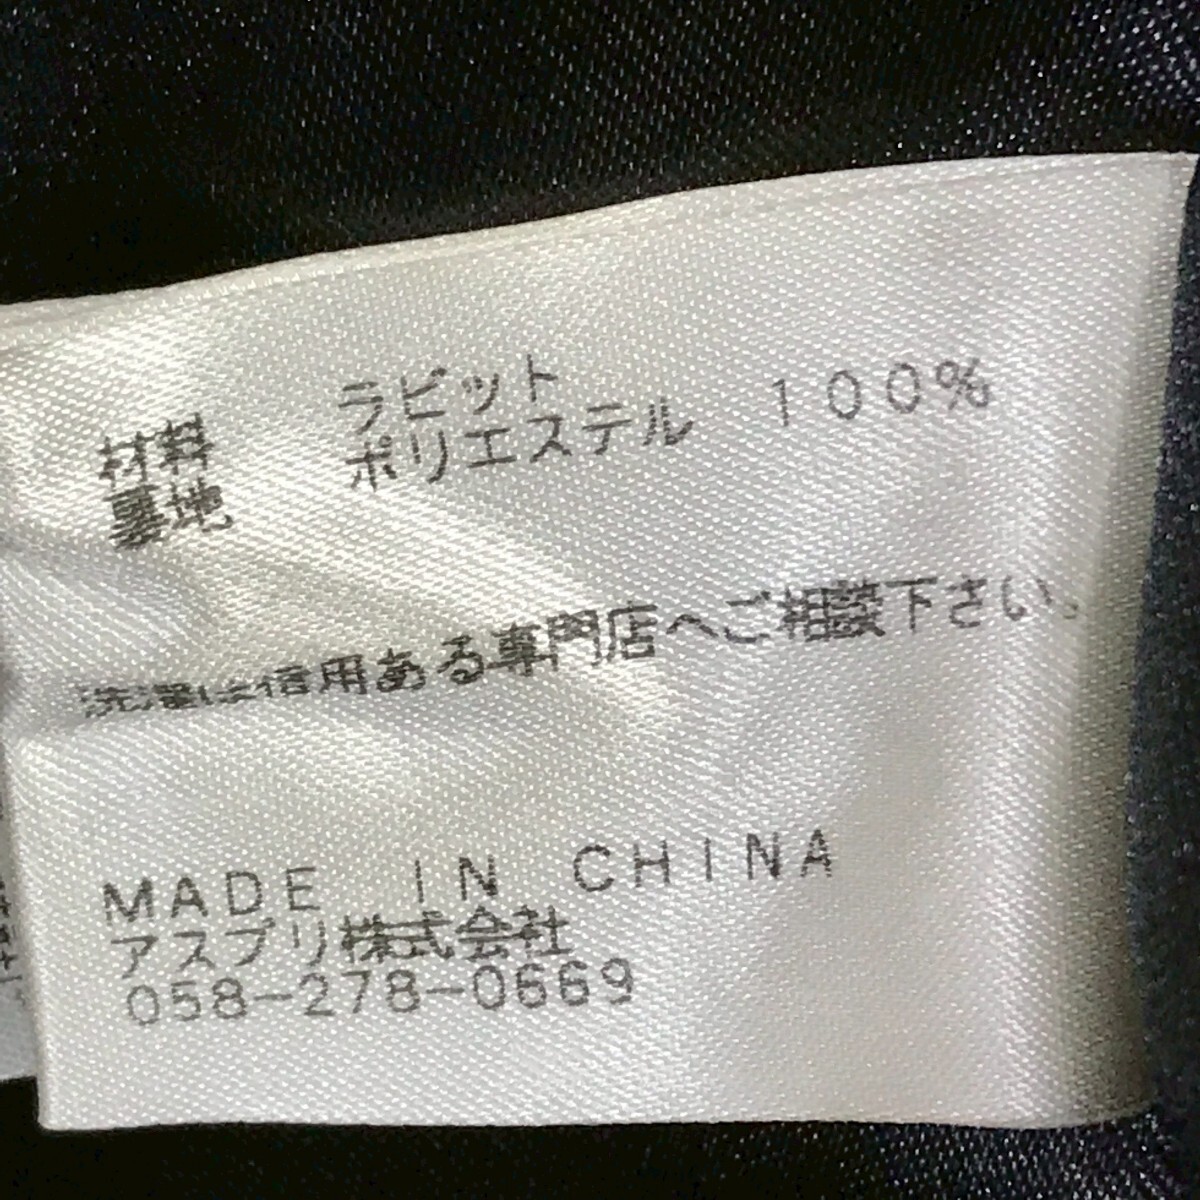 材料 ラビット
裏地 ポリエステル 100%
洗濯は信用ある専門店へご相談下さい。
MADE IN CHINA
アスプリ株式会社
058-278-0669